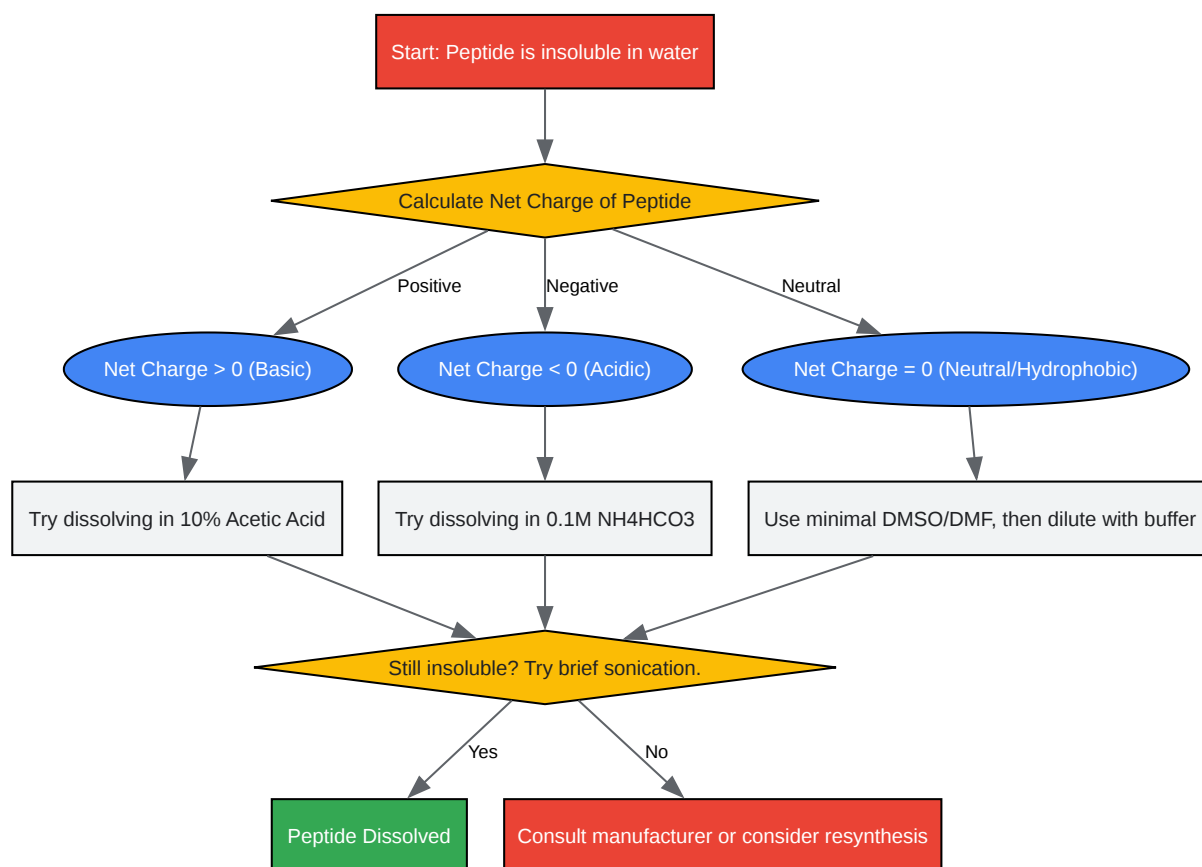 Start: Peptide is insoluble in water
Calculate Net Charge of Peptide
Positive
Negative
Neutral
Net Charge > 0 (Basic)
Net Charge < 0 (Acidic)
Net Charge = 0 (Neutral/Hydrophobic)
Try dissolving in 10% Acetic Acid
Try dissolving in 0.1M NH4HCO3
Use minimal DMSO/DMF, then dilute with buffer
Still insoluble? Try brief sonication.
Yes
No
Peptide Dissolved
Consult manufacturer or consider resynthesis